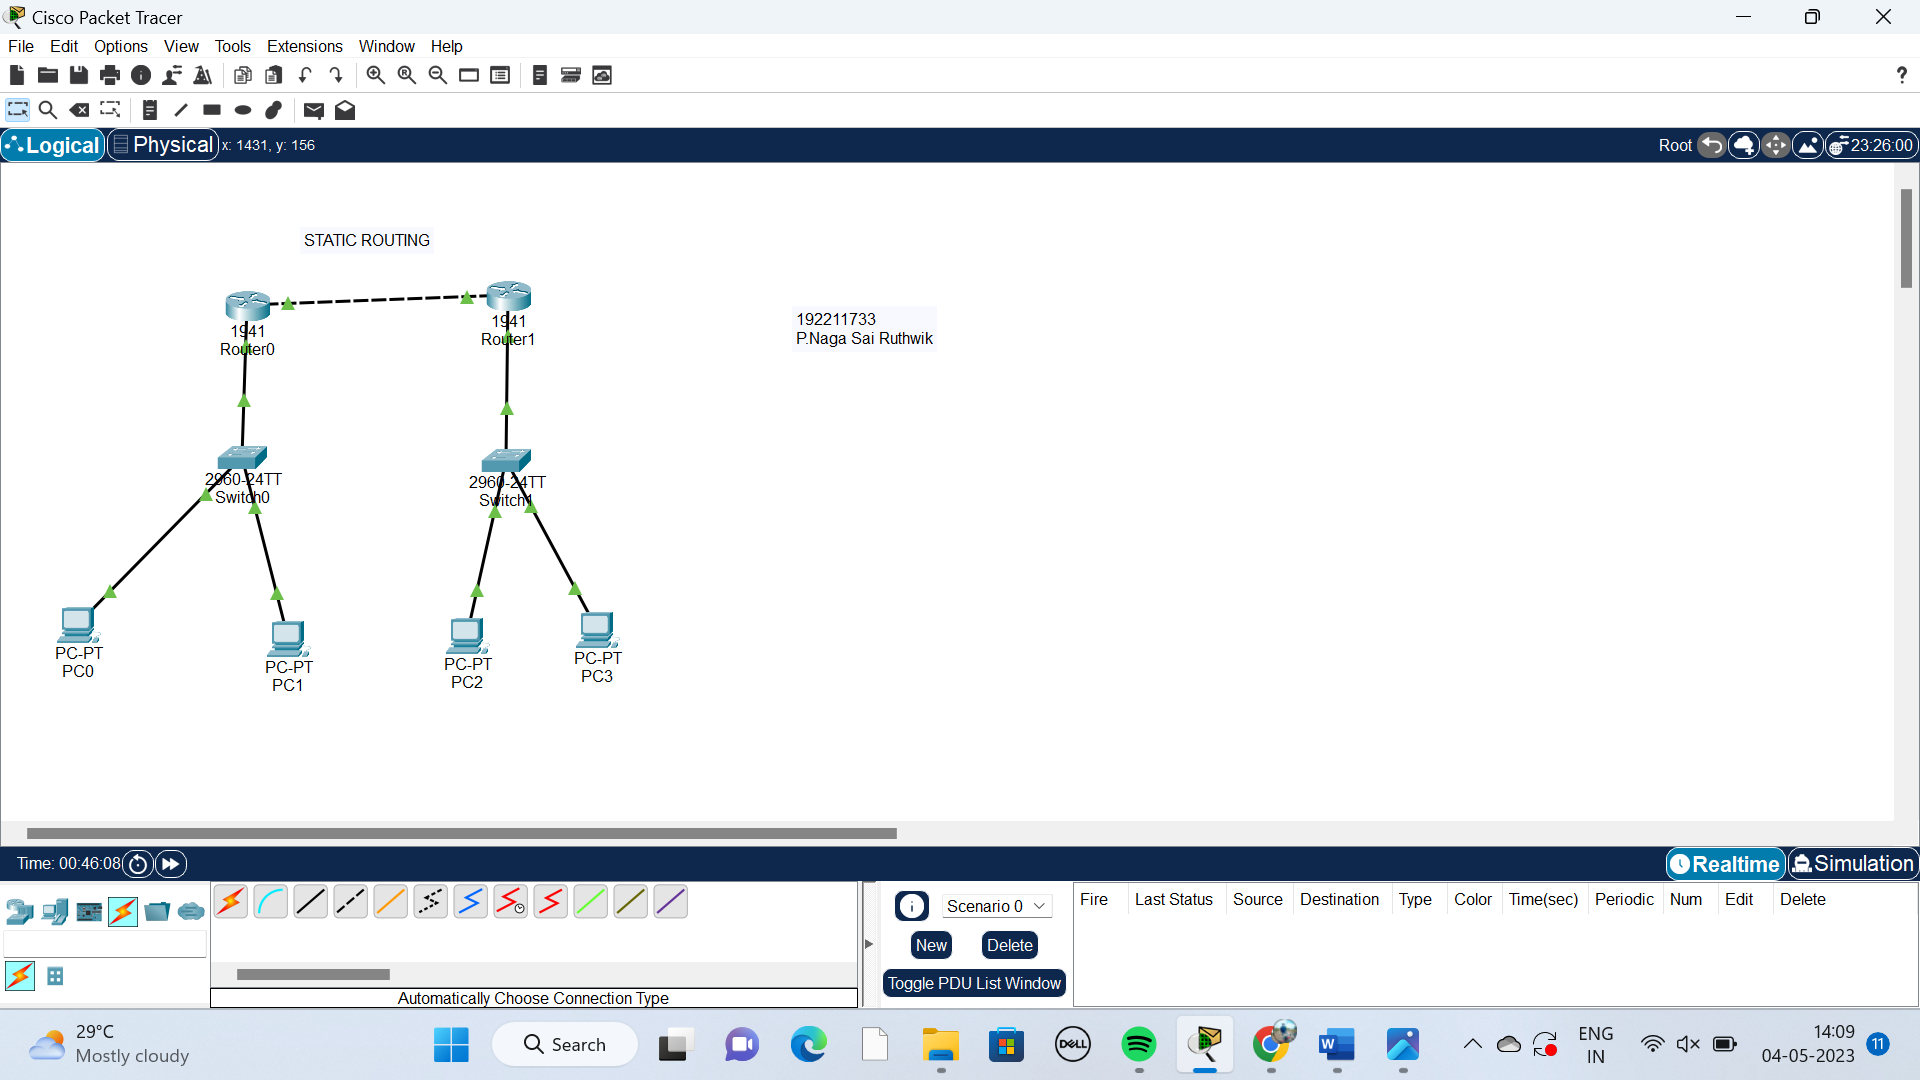 Cisco Packet Tracer
File Edit Options View Tools Extensions Window Help
?
Logical Physical x: 1431, y: 156 Root 23:26:00
STATIC ROUTING
1941
Router0
1941
Router1
192211733
P.Naga Sai Ruthwik
2960-24TT
Switch0
2960-24TT
Switch1
PC-PT
PC0
PC-PT
PC1
PC-PT
PC2
PC-PT
PC3
Time: 00:46:08 Realtime Simulation
Scenario 0
New Delete
Toggle PDU List Window
Fire Last Status Source Destination Type Color Time(sec) Periodic Num Edit Delete
Automatically Choose Connection Type
29°C
Mostly cloudy
Search
DELL
W
ENG
IN
14:09
04-05-2023
11